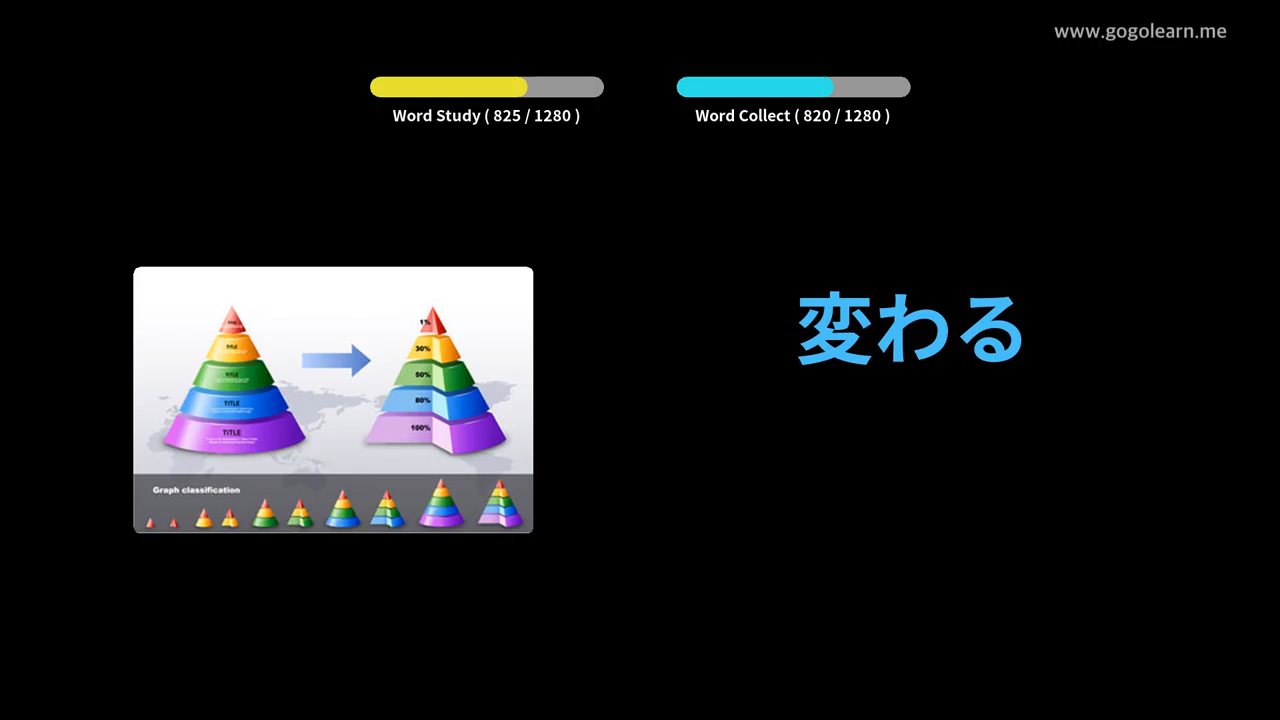 www.gogolearn.me
Word Study ( 825 / 1280 )
Word Collect ( 820 / 1280 )
変わる
TITLE
TITLE
TITLE
TITLE
1%
30%
50%
80%
100%
Graph classification